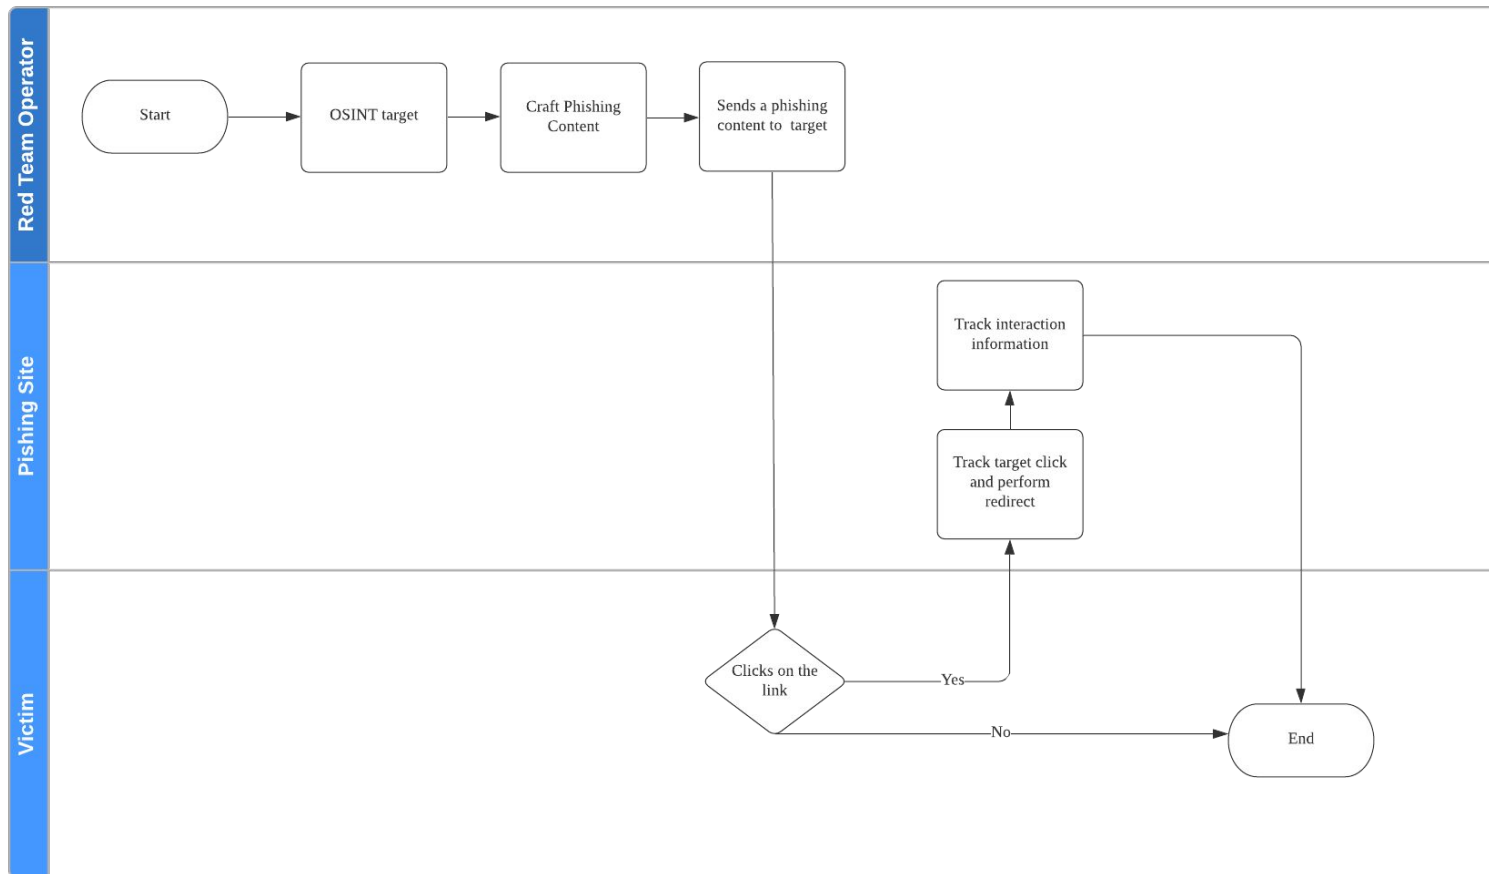 Red Team Operator
Start
OSINT target
Craft Phishing
Content
Sends a phishing
content to target
Pishing Site
Track interaction
information
Track target click
and perform
redirect
Victim
Clicks on the
link
Yes
No
End